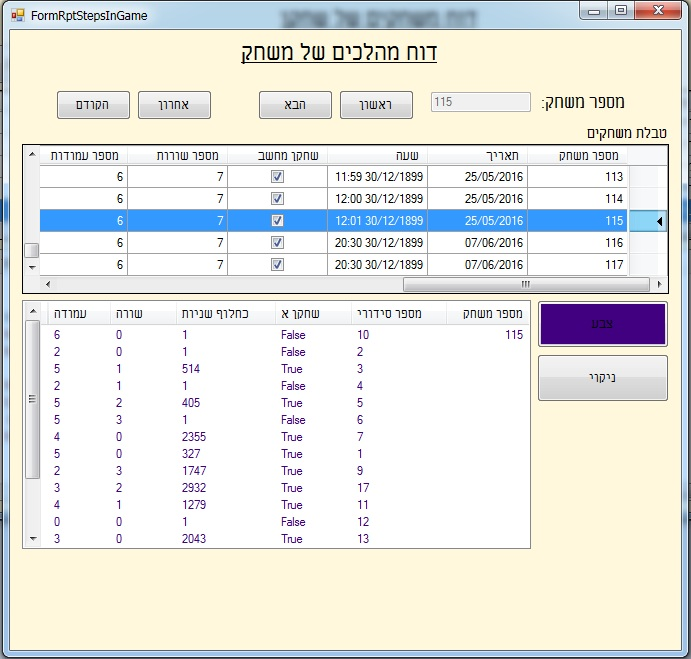 FormRptStepsInGame
דוח מהלכים של משחק
מספר משחק: 115 ראשון הבא אחרון הקודם
טבלת משחקים
מספר משחק תאריך שעה שחקן מחשב מספר שורות מספר עמודות
113 25/05/2016 11:59 30/12/1899 7 6
114 25/05/2016 12:00 30/12/1899 7 6
115 25/05/2016 12:01 30/12/1899 7 6
116 07/06/2016 20:30 30/12/1899 7 6
117 07/06/2016 20:30 30/12/1899 7 6
צבע
ניקוי
מספר משחק מספר סידורי שחקן א כחלוף שניות שורה עמודה
115 10 False 1 0 6
2 False 1 0 2
3 True 514 1 5
4 False 1 1 2
5 True 405 2 5
6 False 1 3 5
7 True 2355 0 4
1 True 327 0 5
9 True 1747 3 2
17 True 2932 2 3
11 True 1279 1 4
12 False 1 0 0
13 True 2043 0 3